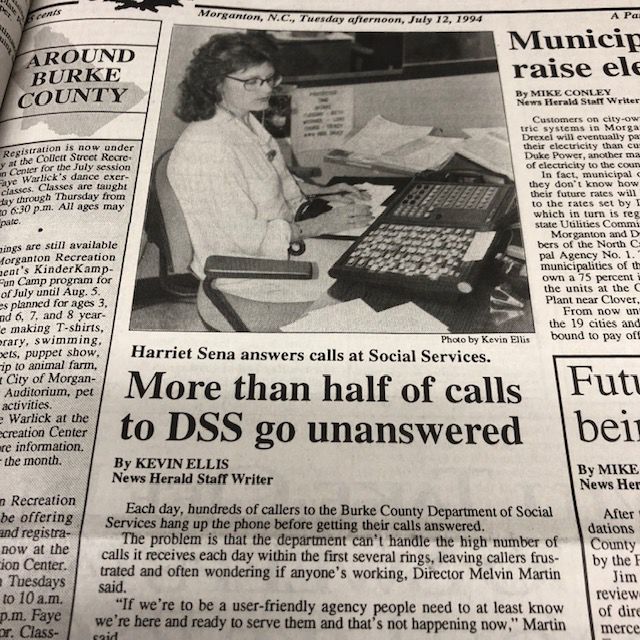 5 cents
Morganton, N.C., Tuesday afternoon, July 12, 1994
A Pa
AROUND
BURKE
COUNTY
Registration is now under
y at the Collett Street Recre-
n Center for the July session
Faye Warlick's dance exer-
classes. Classes are taught
day through Thursday from
to 6:30 p.m. All ages may
pate.
nings are still available
Morganton Recreation
ment's KinderKamp-
Fun Camp program for
of July until Aug. 5.
es planned for ages 3,
nd 6, 7, and 8 year-
e making T-shirts,
orary, swimming,
pets, puppet show,
rip to animal farm,
t City of Morgan-
Auditorium, pet
activities.
e Warlick at the
ecreation Center
ore information.
r the month.
n Recreation
be offering
and registra-
now at the
ion Center.
n Tuesdays
to 10 a.m.
p.m. Faye
or. Class-
Photo by Kevin Ellis
Harriet Sena answers calls at Social Services.
More than half of calls
to DSS go unanswered
By KEVIN ELLIS
News Herald Staff Writer
Each day, hundreds of callers to the Burke County Department of Social
Services hang up the phone before getting their calls answered.
The problem is that the department can't handle the high number of
calls it receives each day within the first several rings, leaving callers frus-
trated and often wondering if anyone's working, Director Melvin Martin
said.
"If we're to be a user-friendly agency people need to at least know
we're here and ready to serve them and that's not happening now," Martin
said.
Municip
raise ele
By MIKE CONLEY
News Herald Staff Writer
Customers on city-ow
tric systems in Morga
Drexel will eventually pa
their electricity than cus
Duke Power, another ma
of electricity to the coun
In fact, municipal c
they don't know how
their future rates will
to the rates set by D
which in turn is reg
state Utilities Commi
Morganton and D
bers of the North C
pal Agency No. 1. T
municipalities of th
own a 75 percent i
the units at the C
Plant near Clover,
From now un
the 19 cities and
bound to pay off
Futu
bein
By MIKE
News Her
After
dations
County
by the F
Jim
review
of dire
merce